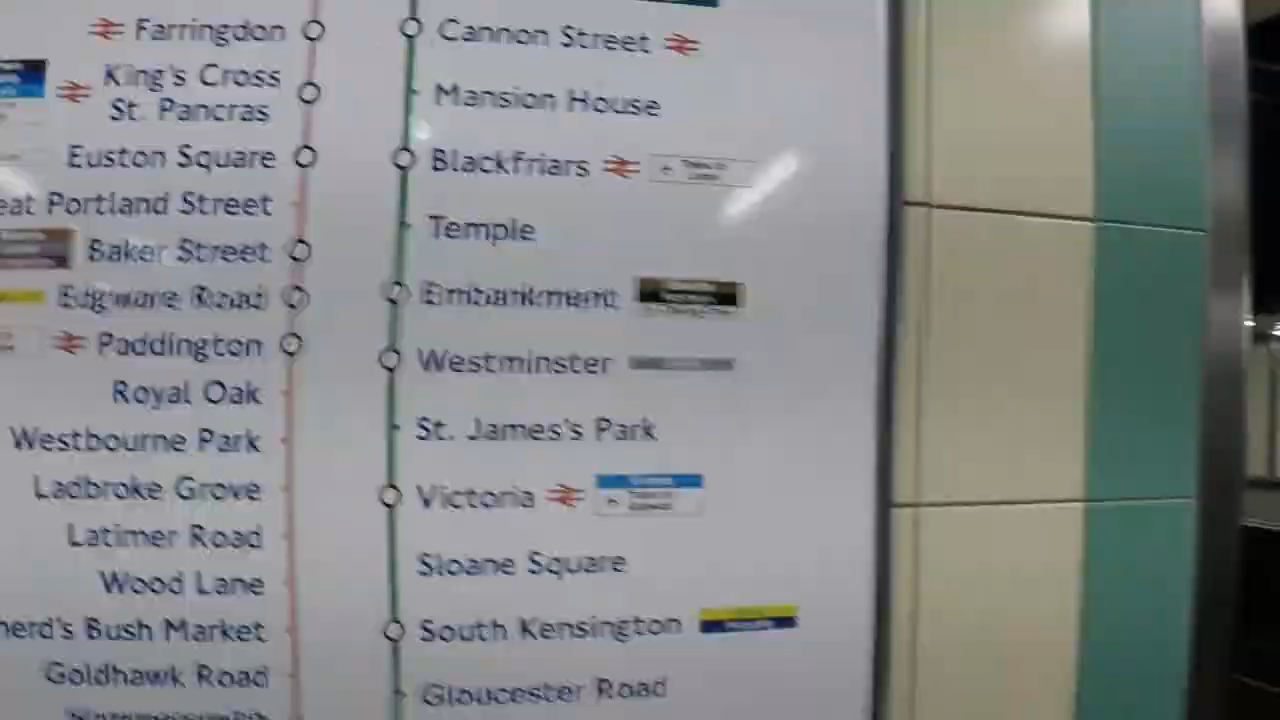 Farringdon
King's Cross
St. Pancras
Euston Square
eat Portland Street
Baker Street
Edgware Road
Paddington
Royal Oak
Westbourne Park
Ladbroke Grove
Latimer Road
Wood Lane
herd's Bush Market
Goldhawk Road
Cannon Street
Mansion House
Blackfriars
Temple
Embankment
Westminster
St. James's Park
Victoria
Sloane Square
South Kensington
Gloucester Road